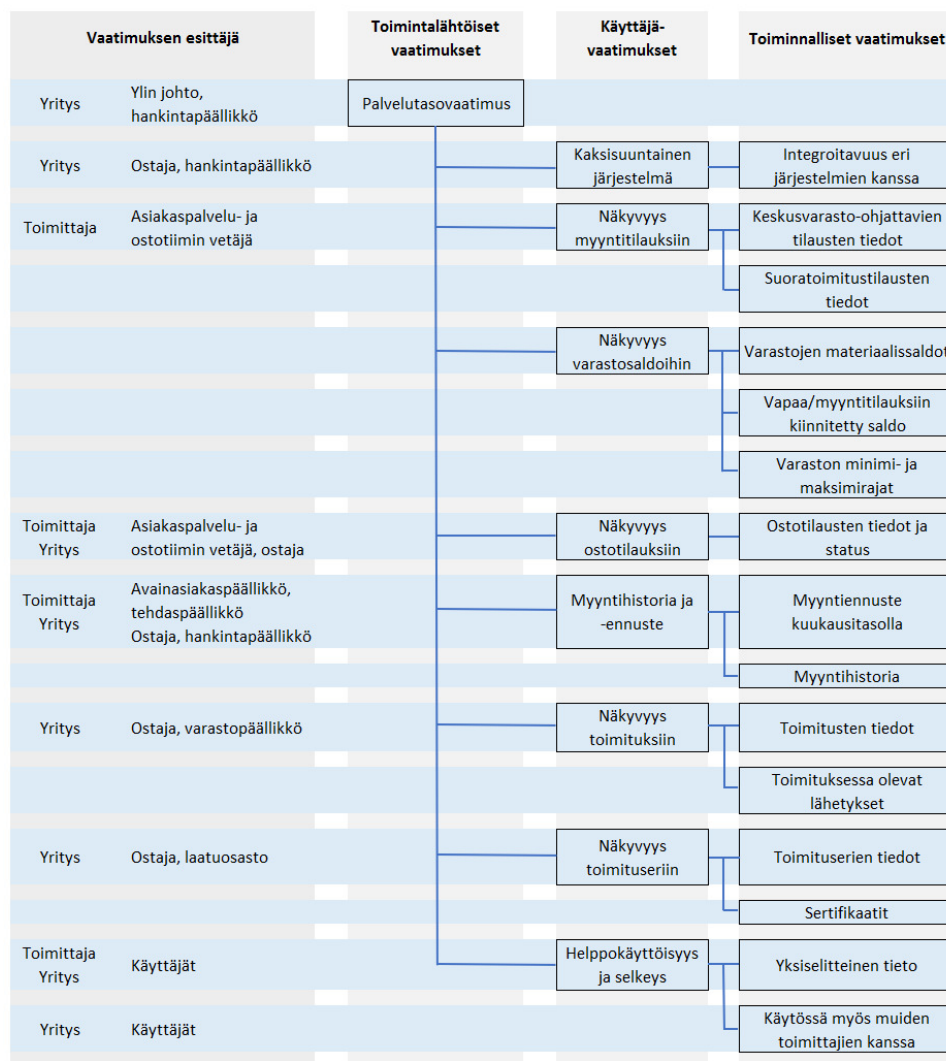 Vaatimuksen esittäjä
Toimintalähtöiset
vaatimukset
Käyttäjä-
vaatimukset
Toiminnalliset vaatimukset
Yritys
Ylin johto,
hankintapäällikkö
Palvelutasovaatimus
Yritys
Ostaja, hankintapäällikkö
Kaksisuuntainen
järjestelmä
Integroitavuus eri
järjestelmien kanssa
Toimittaja
Asiakaspalvelu- ja
ostotiimin vetäjä
Näkyvyys
myyntitilauksiin
Keskusvarasto-ohjattavien
tilausten tiedot
Suoratoimitustilausten
tiedot
Näkyvyys
varastosaldoihin
Varastojen materiaalissaldot
Vapaa/myyntitilauksiin
kiinnitetty saldo
Varaston minimi- ja
maksimirajat
Toimittaja
Yritys
Asiakaspalvelu- ja
ostotiimin vetäjä, ostaja
Näkyvyys
ostotilauksiin
Ostotilausten tiedot ja
status
Toimittaja
Yritys
Avainasiakaspäällikkö,
tehdaspäällikkö
Ostaja, hankintapäällikkö
Myyntihistoria ja
-ennuste
Myyntiennuste
kuukausitasolla
Myyntihistoria
Yritys
Ostaja, varastopäällikkö
Näkyvyys
toimituksiin
Toimitusten tiedot
Toimituksessa olevat
lähetykset
Yritys
Ostaja, laatuosasto
Näkyvyys
toimituseriin
Toimituserien tiedot
Sertifikaatit
Toimittaja
Yritys
Käyttäjät
Helppokäyttöisyys
ja selkeys
Yksiselitteinen tieto
Yritys
Käyttäjät
Käytössä myös muiden
toimittajien kanssa